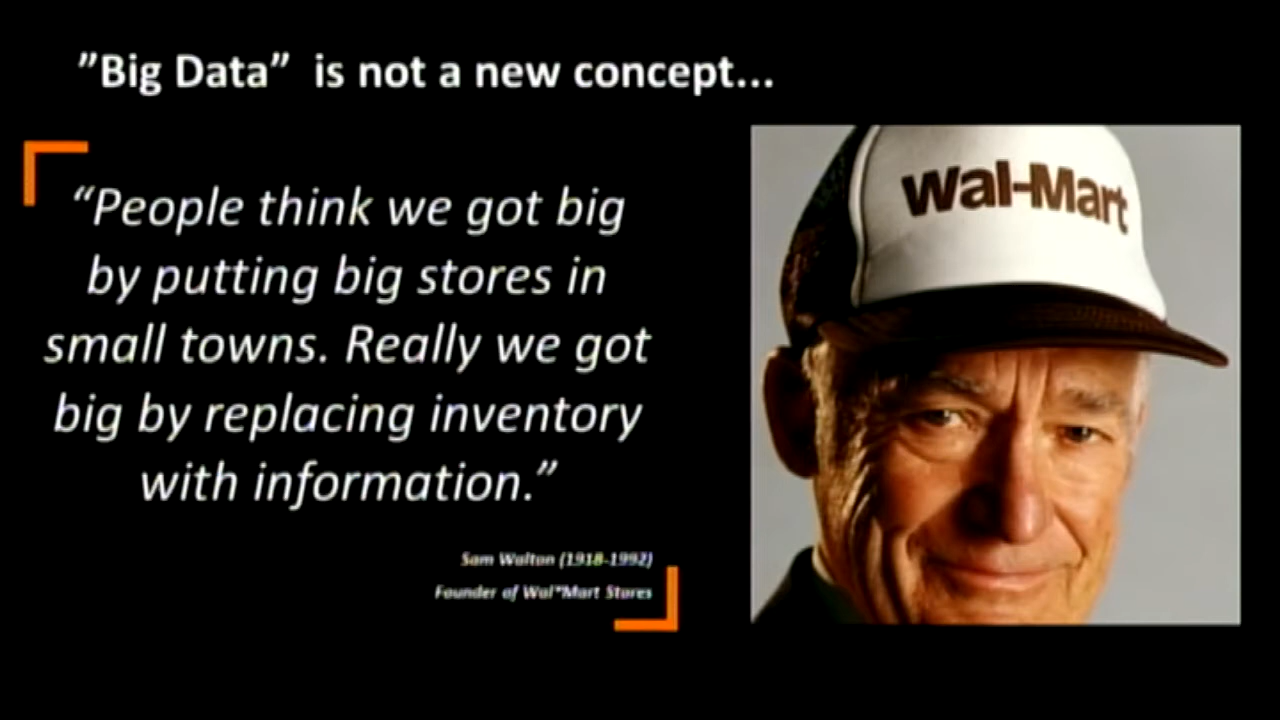 ”Big Data” is not a new concept...
“People think we got big
by putting big stores in
small towns. Really we got
big by replacing inventory
with information.”
Sam Walton (1918-1992)
Founder of Wal*Mart Stores
Wal-Mart